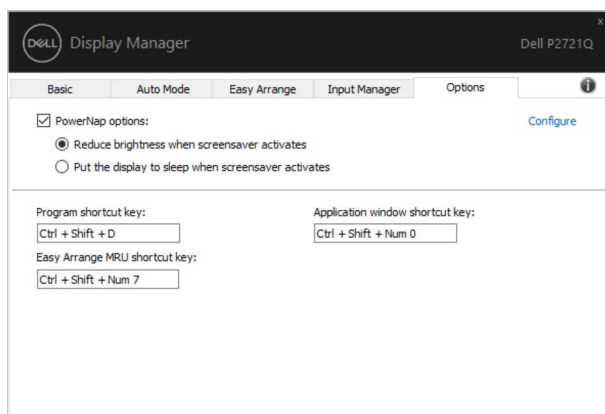 x
DELL Display Manager Dell P2721Q
Basic Auto Mode Easy Arrange Input Manager Options i
PowerNap options: Configure
Reduce brightness when screensaver activates
Put the display to sleep when screensaver activates
Program shortcut key: Application window shortcut key:
Ctrl + Shift + D Ctrl + Shift + Num 0
Easy Arrange MRU shortcut key:
Ctrl + Shift + Num 7